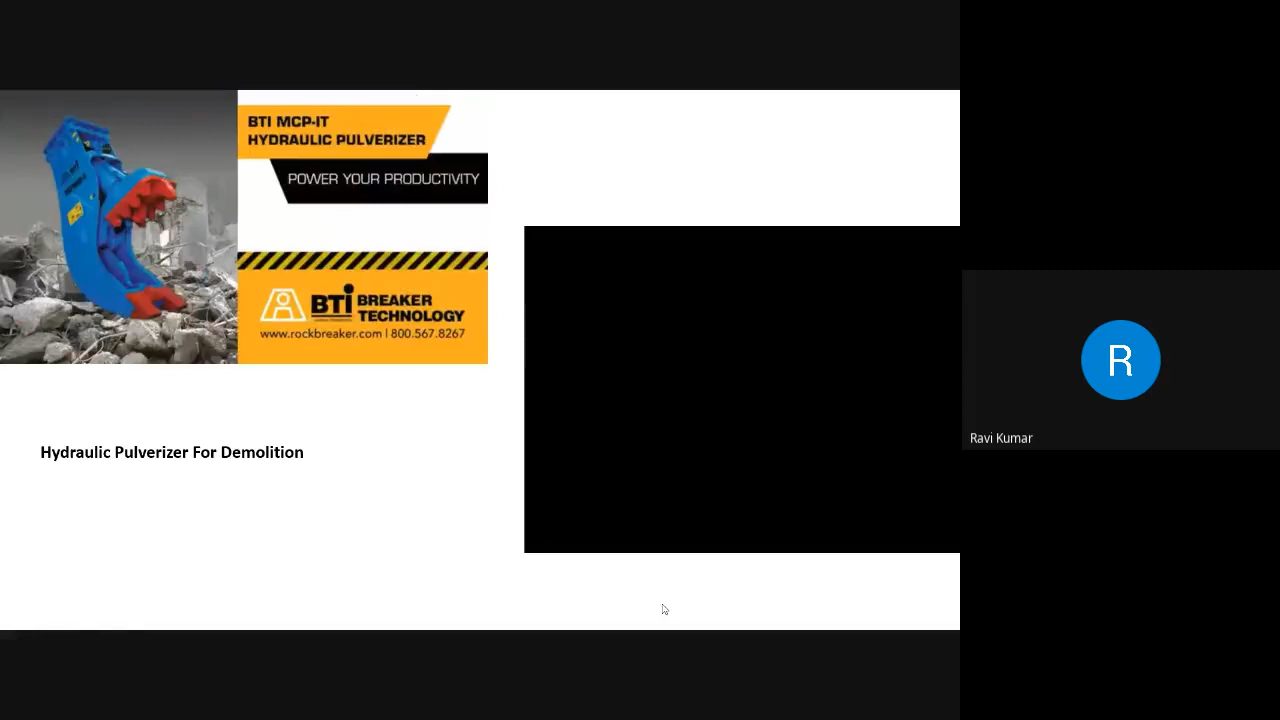 BTI MCP-IT
HYDRAULIC PULVERIZER
POWER YOUR PRODUCTIVITY
BTI BREAKER
TECHNOLOGY
www.rockbreaker.com | 800.567.8267
Hydraulic Pulverizer For Demolition
R
Ravi Kumar